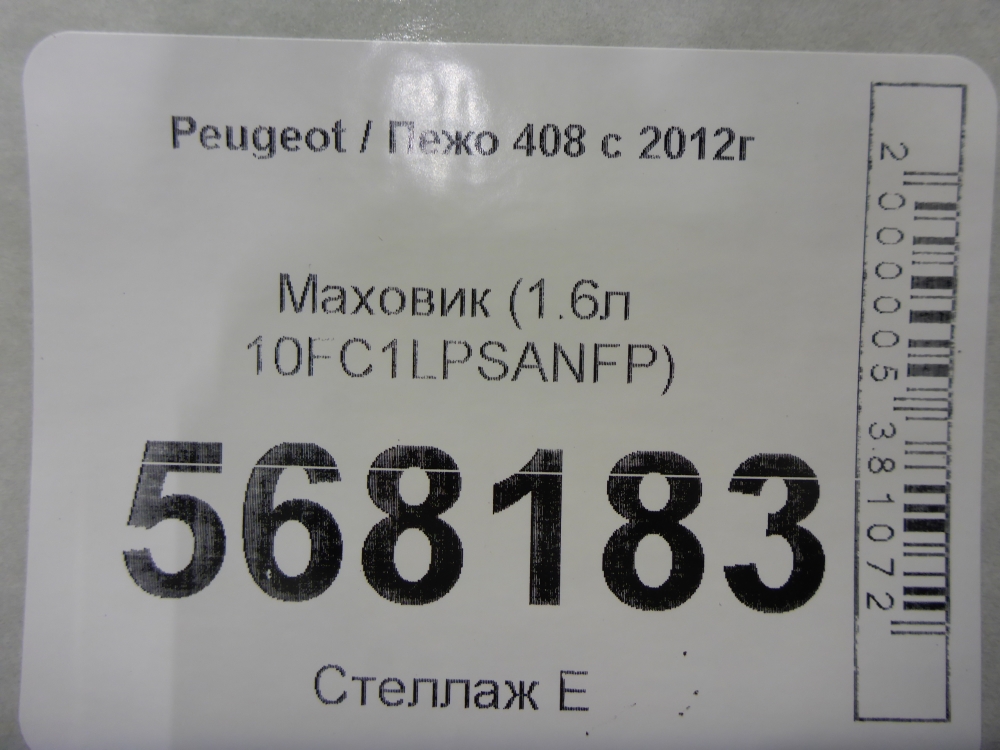 Peugeot / Пежо 408 с 2012г
Маховик (1.6л
10FC1LPSANFP)
568183
Стеллаж Е
2000005381072